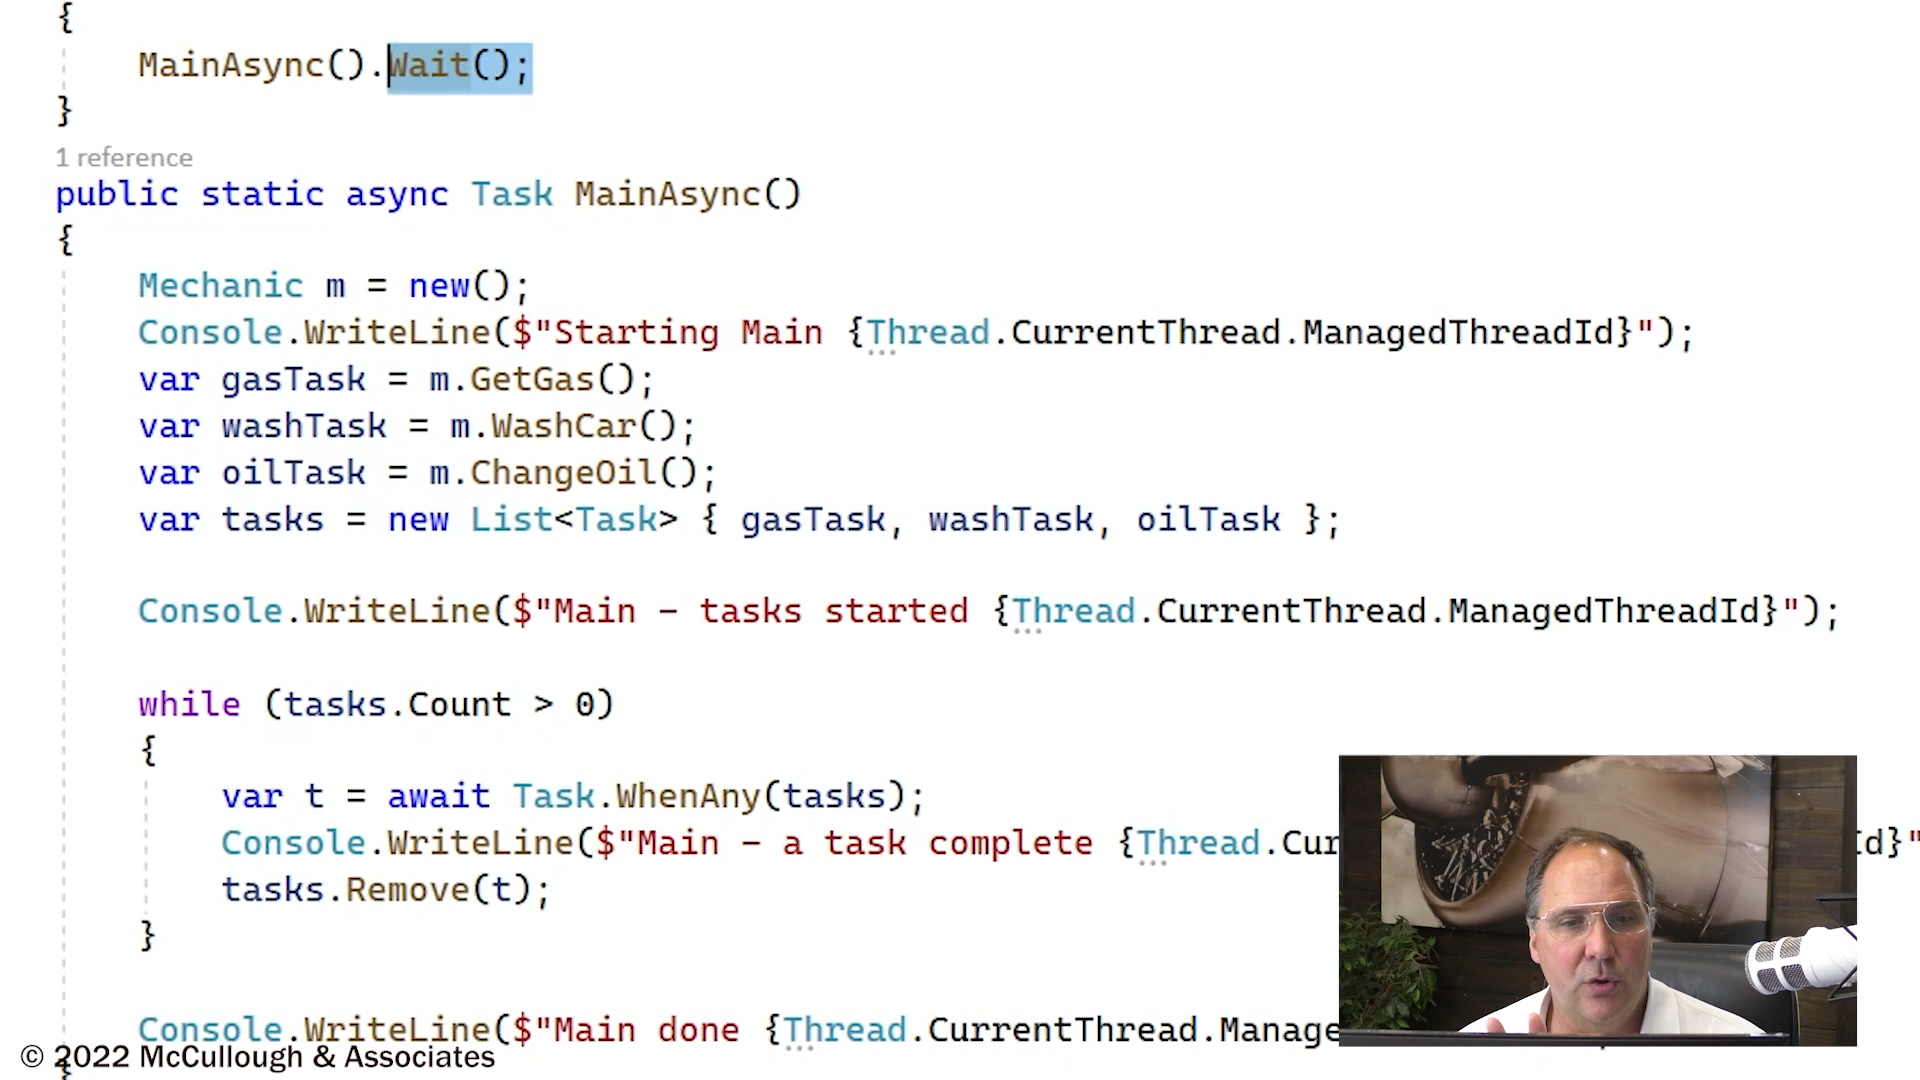 {
MainAsync().Wait();
}
1 reference
public static async Task MainAsync()
{
Mechanic m = new();
Console.WriteLine($"Starting Main {Thread.CurrentThread.ManagedThreadId}");
var gasTask = m.GetGas();
var washTask = m.WashCar();
var oilTask = m.ChangeOil();
var tasks = new List<Task> { gasTask, washTask, oilTask };
Console.WriteLine($"Main - tasks started {Thread.CurrentThread.ManagedThreadId}");
while (tasks.Count > 0)
{
var t = await Task.WhenAny(tasks);
Console.WriteLine($"Main - a task complete {Thread.Cur d}"
tasks.Remove(t);
}
Console.WriteLine($"Main done {Thread.CurrentThread.Manage
© 2022 McCullough & Associates
}